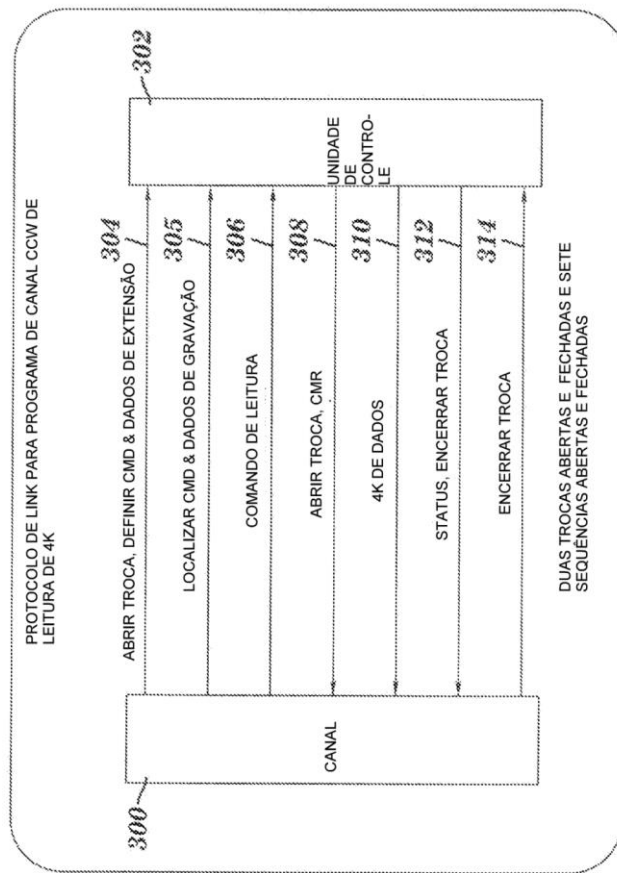 PROTOCOLO DE LINK PARA PROGRAMA DE CANAL CCW DE
LEITURA DE 4K
300
CANAL
302
UNIDADE
DE
CONTRO-
LE
ABRIR TROCA, DEFINIR CMD & DADOS DE EXTENSÃO
304
LOCALIZAR CMD & DADOS DE GRAVAÇÃO
305
COMANDO DE LEITURA
306
ABRIR TROCA, CMR
308
4K DE DADOS
310
STATUS, ENCERRAR TROCA
312
ENCERRAR TROCA
314
DUAS TROCAS ABERTAS E FECHADAS E SETE
SEQUÊNCIAS ABERTAS E FECHADAS